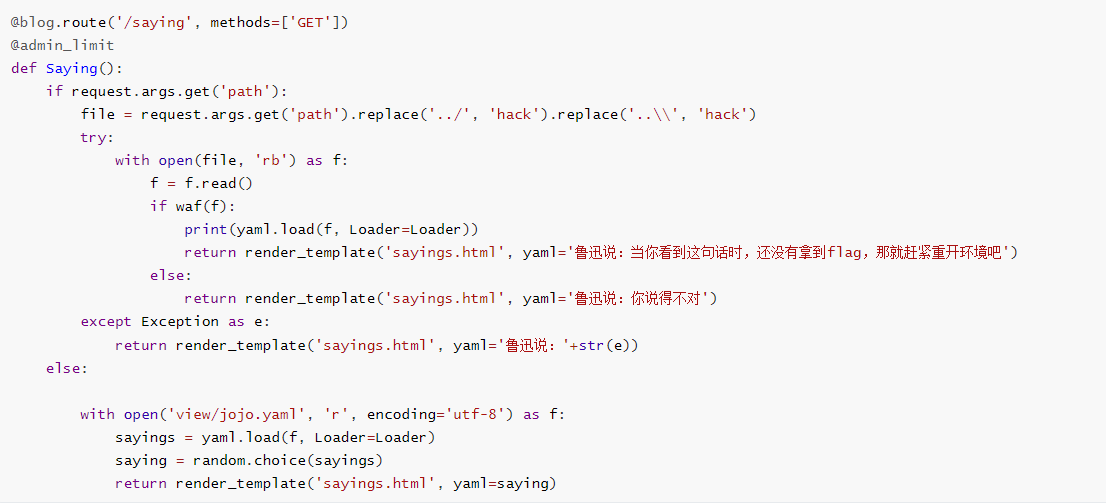 @blog.route('/saying', methods=['GET'])
@admin_limit
def Saying():
    if request.args.get('path'):
        file = request.args.get('path').replace('../', 'hack').replace('..\\', 'hack')
        try:
            with open(file, 'rb') as f:
                f = f.read()
                if waf(f):
                    print(yaml.load(f, Loader=Loader))
                    return render_template('sayings.html', yaml='鲁迅说：当你看到这句话时，还没有拿到flag，那就赶紧重开环境吧')
                else:
                    return render_template('sayings.html', yaml='鲁迅说：你说得不对')
        except Exception as e:
            return render_template('sayings.html', yaml='鲁迅说：'+str(e))
    else:

        with open('view/jojo.yaml', 'r', encoding='utf-8') as f:
            sayings = yaml.load(f, Loader=Loader)
            saying = random.choice(sayings)
            return render_template('sayings.html', yaml=saying)